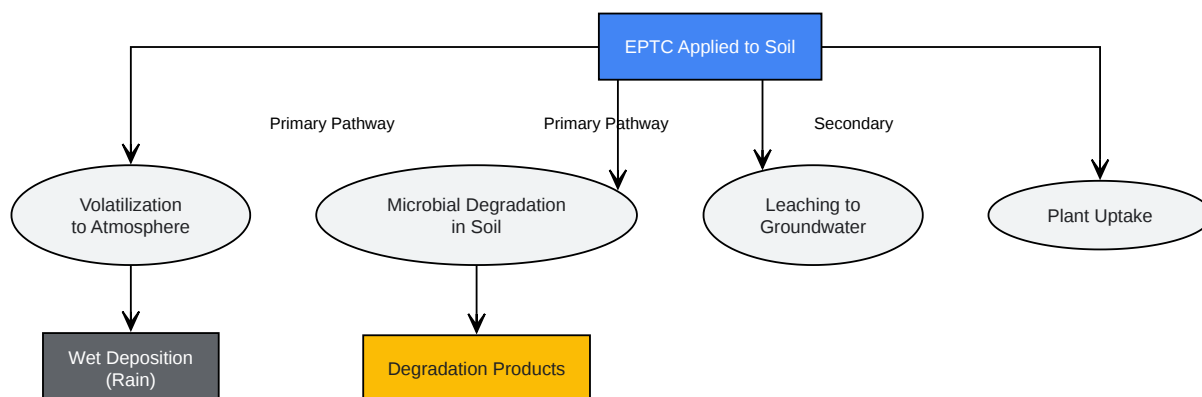 EPTC Applied to Soil
Primary Pathway
Primary Pathway
Secondary
Volatilization
to Atmosphere
Microbial Degradation
in Soil
Leaching to
Groundwater
Plant Uptake
Wet Deposition
(Rain)
Degradation Products